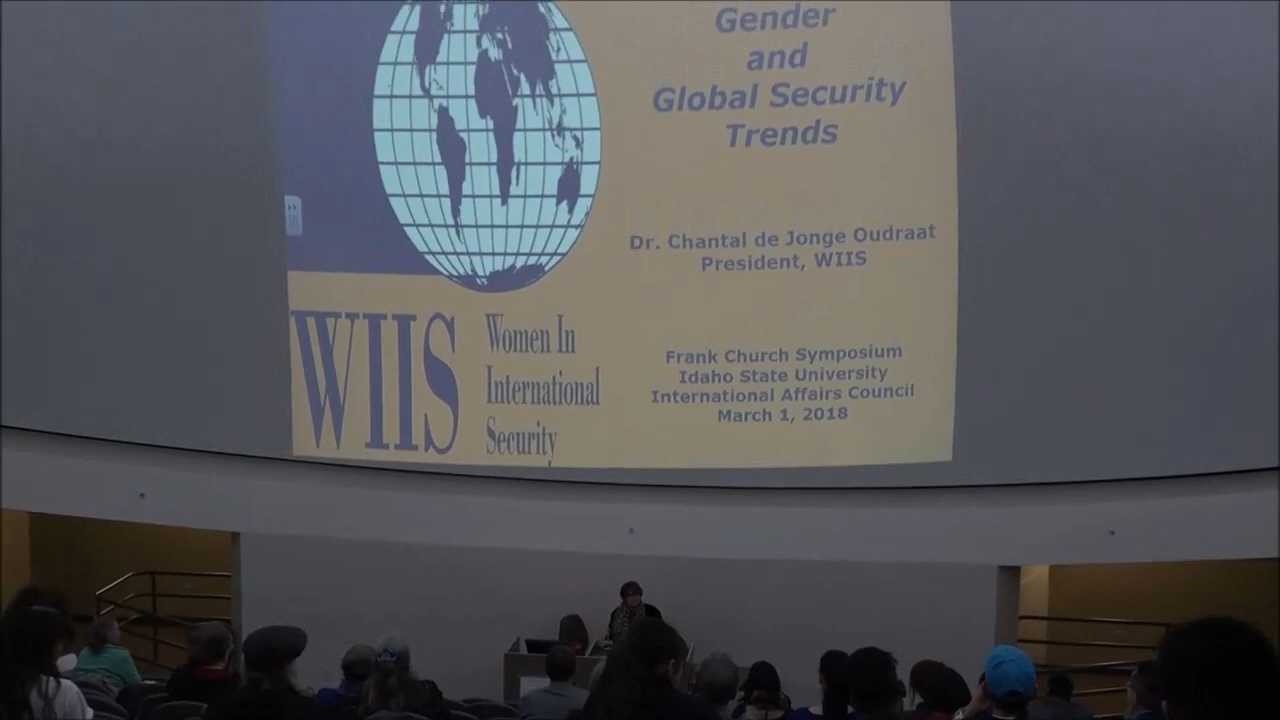 Gender
and
Global Security
Trends
Dr. Chantal de Jonge Oudraat
President, WIIS
WIIS
Women In
International
Security
Frank Church Symposium
Idaho State University
International Affairs Council
March 1, 2018